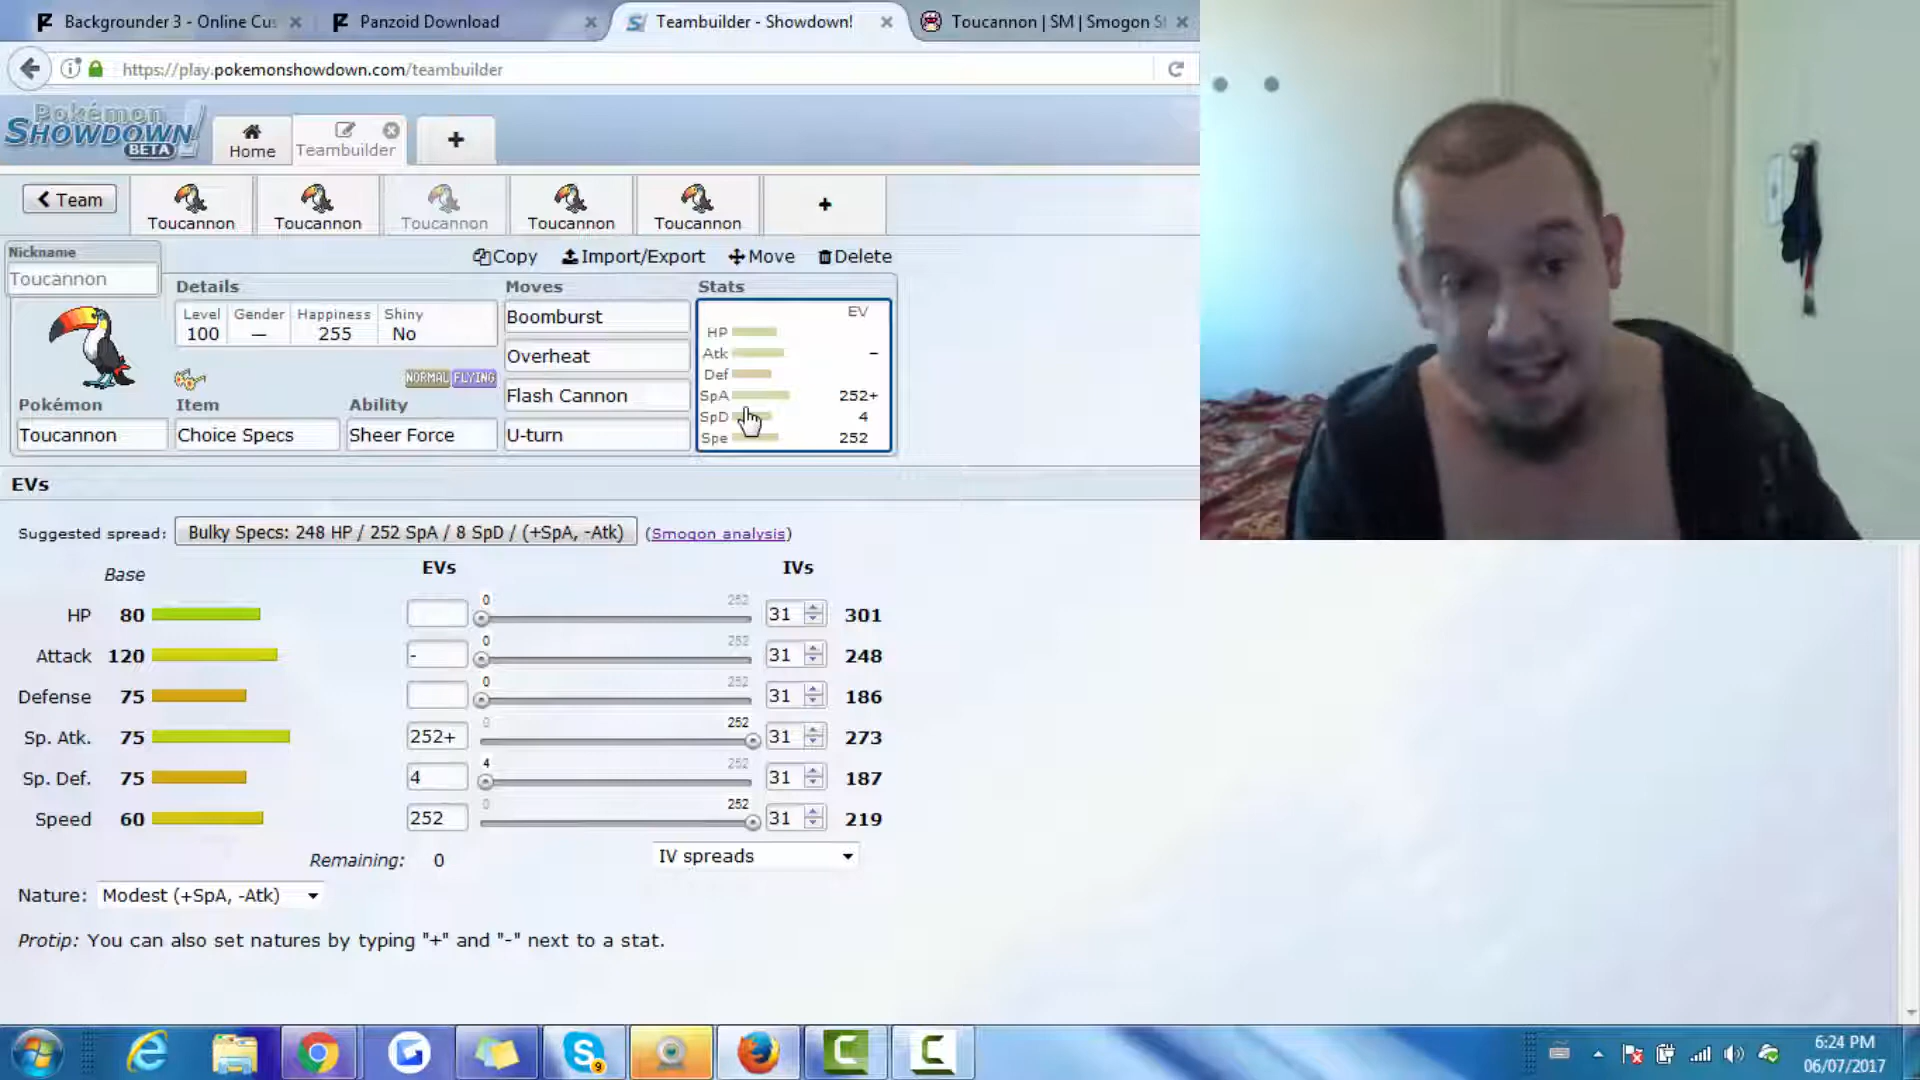 Backgrounder 3 - Online Cus
Panzoid Download
Teambuilder - Showdown!
Toucannon | SM | Smogon S
https://play.pokemonshowdown.com/teambuilder
Pokémon
SHOWDOWN!
BETA
Home
Teambuilder
+
Team
Toucannon
Toucannon
Toucannon
Toucannon
Toucannon
+
Copy
Import/Export
Move
Delete
Nickname
Toucannon
Details
Moves
Stats
Level
Gender
Happiness
Shiny
100
—
255
No
NORMAL FLYING
Pokémon
Item
Ability
Toucannon
Choice Specs
Sheer Force
Boomburst
Overheat
Flash Cannon
U-turn
EV
HP
Atk –
Def
SpA 252+
SpD 4
Spe 252
EVs
Suggested spread: Bulky Specs: 248 HP / 252 SpA / 8 SpD / (+SpA, -Atk) (Smogon analysis)
Base EVs IVs
HP 80 0 252 31 301
Attack 120 - 0 252 31 248
Defense 75 0 252 31 186
Sp. Atk. 75 252+ 0 252 31 273
Sp. Def. 75 4 4 252 31 187
Speed 60 252 0 252 31 219
Remaining: 0
IV spreads
Nature: Modest (+SpA, -Atk)
Protip: You can also set natures by typing "+" and "-" next to a stat.
9
6:24 PM
06/07/2017